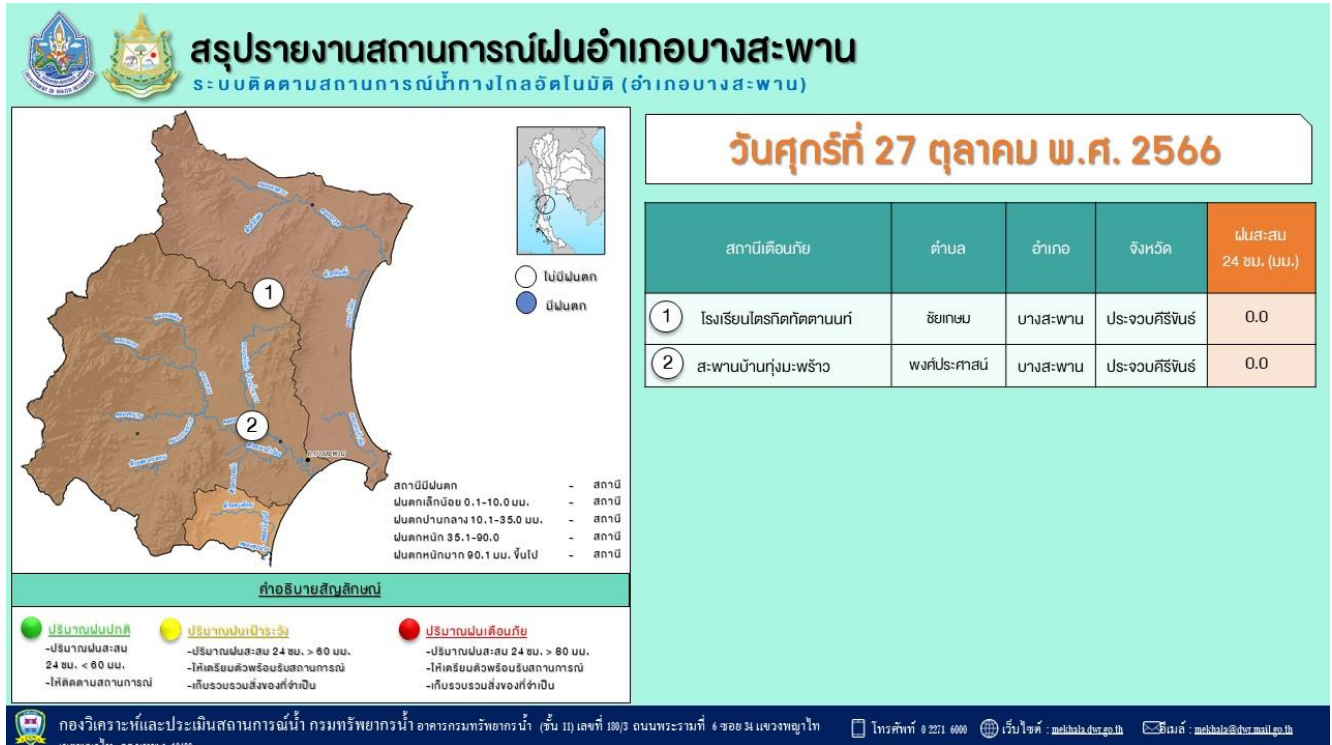 สรุปรายงานสถานการณ์ฝนอำเภอบางสะพาน
ระบบติดตามสถานการณ์น้ำทางไกลอัตโนมัติ (อำเภอบางสะพาน)
วันศุกร์ที่ 27 ตุลาคม พ.ศ. 2566
1
2
ไม่มีฝนตก
มีฝนตก
สถานีมีฝนตก - สถานี
ฝนตกเล็กน้อย 0.1-10.0 มม. - สถานี
ฝนตกปานกลาง 10.1-35.0 มม. - สถานี
ฝนตกหนัก 35.1-90.0 - สถานี
ฝนตกหนักมาก 90.1 มม. ขึ้นไป - สถานี
สถานีเตือนภัย ตำบล อำเภอ จังหวัด ฝนสะสม
24 ชม. (มม.)
1 โรงเรียนไตรกิตทัตตานนท์ ชัยเกษม บางสะพาน ประจวบคีรีขันธ์ 0.0
2 สะพานบ้านทุ่งมะพร้าว พงศ์ประศาสน์ บางสะพาน ประจวบคีรีขันธ์ 0.0
คำอธิบายสัญลักษณ์
ปริมาณฝนปกติ
-ปริมาณฝนสะสม
24 ชม. < 60 มม.
-ให้ติดตามสถานการณ์
ปริมาณฝนเฝ้าระวัง
-ปริมาณฝนสะสม 24 ชม. > 60 มม.
-ให้เตรียมตัวพร้อมรับสถานการณ์
-เก็บรวบรวมสิ่งของที่จำเป็น
ปริมาณฝนเตือนภัย
-ปริมาณฝนสะสม 24 ชม. > 80 มม.
-ให้เตรียมตัวพร้อมรับสถานการณ์
-เก็บรวบรวมสิ่งของที่จำเป็น
กองวิเคราะห์และประเมินสถานการณ์น้ำ กรมทรัพยากรน้ำ อาคารกรมทรัพยากรน้ำ (ชั้น 11) เลขที่ 180/3 ถนนพระรามที่ 6 ซอย 34 แขวงพญาไท
โทรศัพท์ 0 2271 6000 เว็บไซต์ : mekhala.dwr.go.th อีเมล์ : mekhala@dwr.mail.go.th